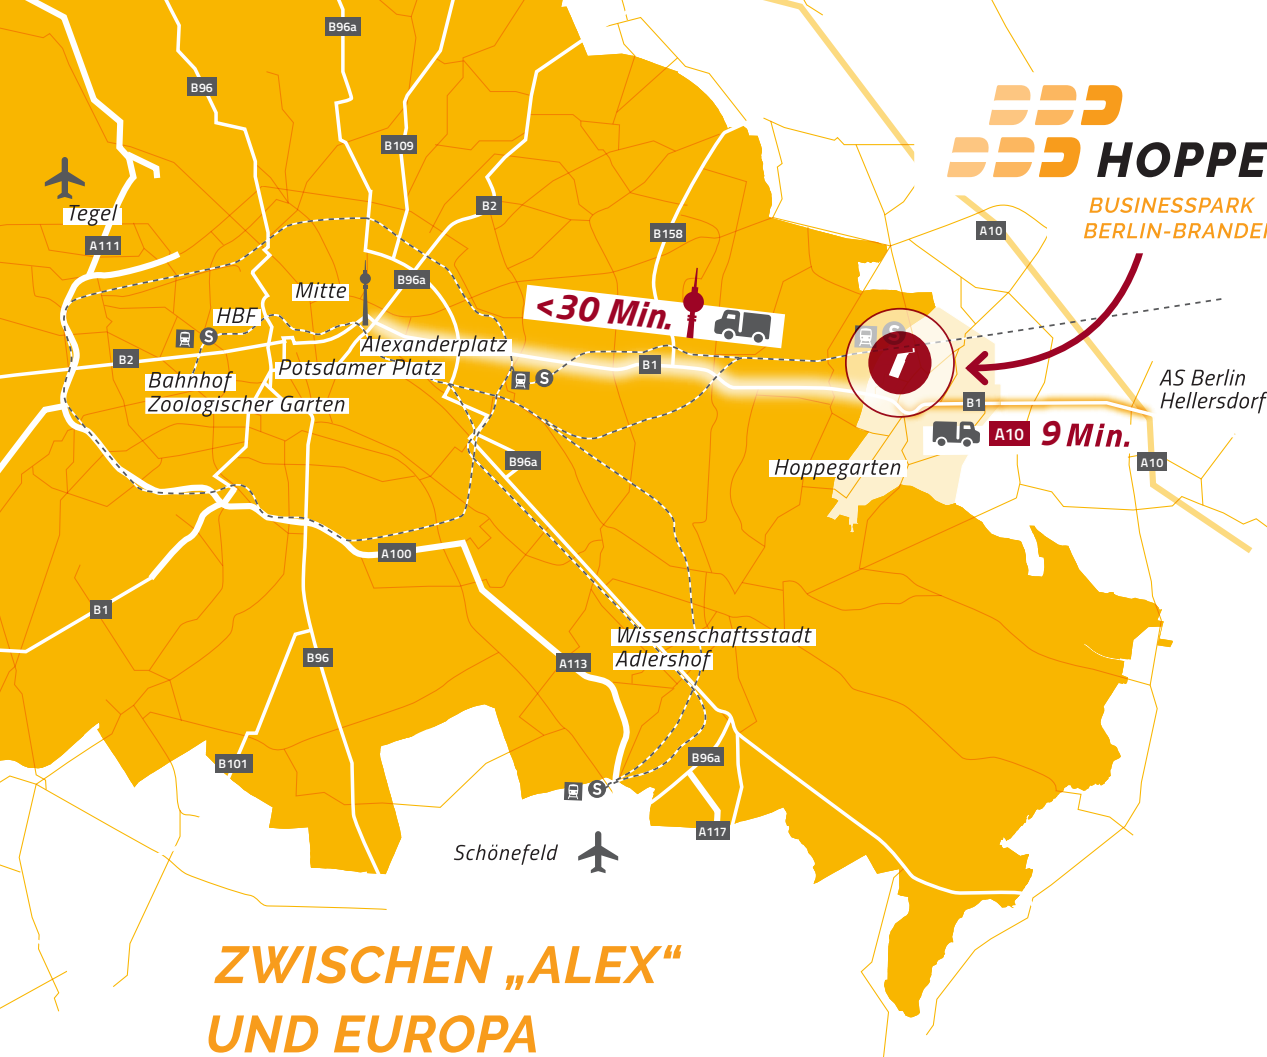 B96a
B96
B109
HOPPE
BUSINESSPARK
BERLIN-BRANDE
B2
Tegel
A111
B158
A10
B96a
Mitte
HBF
<30 Min.
S
S
Alexanderplatz
B2
Potsdamer Platz
B1
S
Bahnhof
Zoologischer Garten
AS Berlin
Hellersdorf
B1
A10 9 Min.
B96a
Hoppegarten
A10
A100
B1
Wissenschaftsstadt
Adlershof
B96
A113
B101
B96a
S
A117
Schönefeld
ZWISCHEN „ALEX“
UND EUROPA